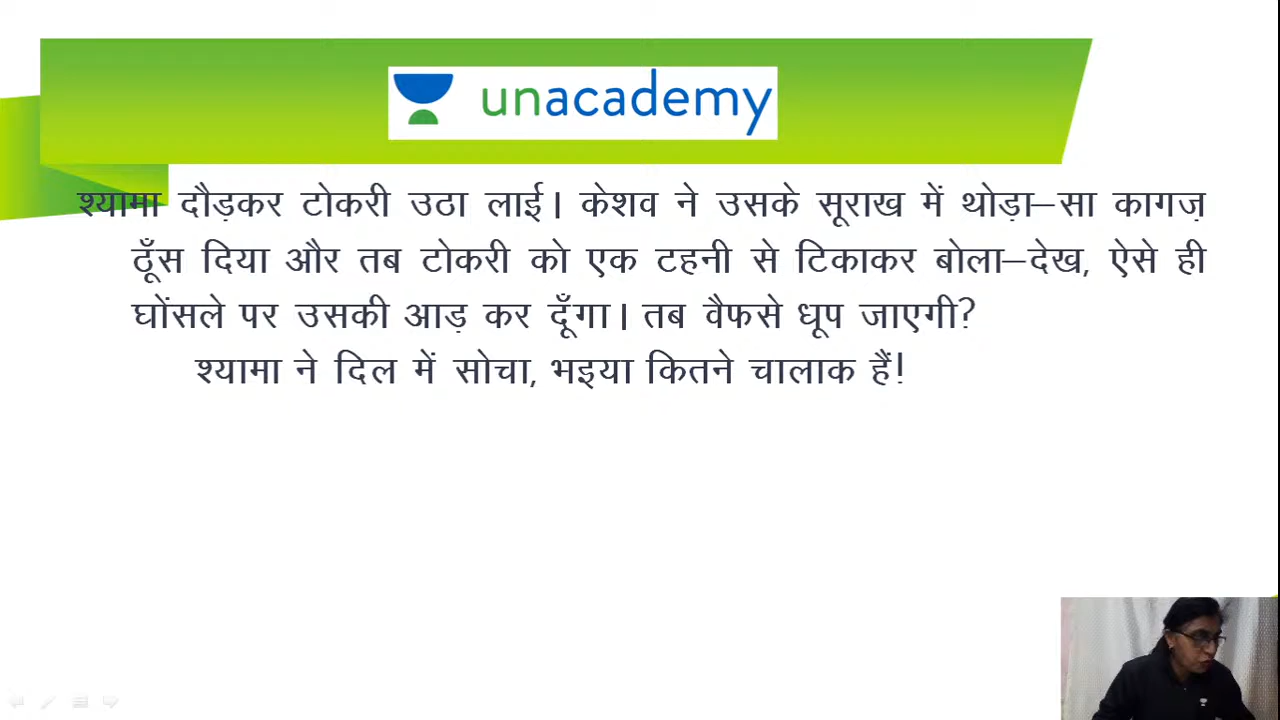 unacademy
श्यामा दौड़कर टोकरी उठा लाई। केशव ने उसके सूराख में थोड़ा–सा कागज़
ठूँस दिया और तब टोकरी को एक टहनी से टिकाकर बोला–देख, ऐसे ही
घोंसले पर उसकी आड़ कर दूँगा। तब वैफसे धूप जाएगी?
श्यामा ने दिल में सोचा, भइया कितने चालाक हैं!